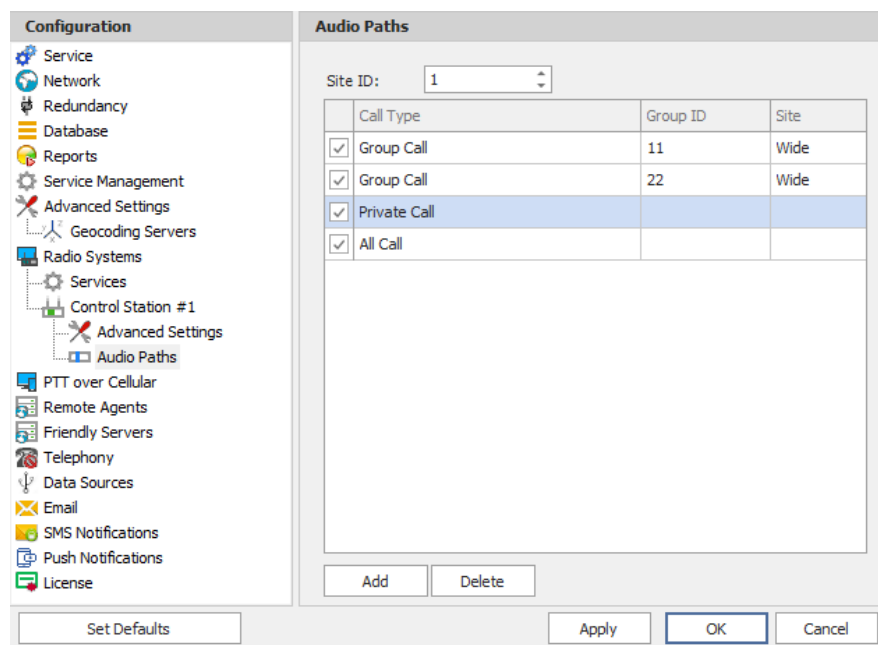 Configuration
Service
Network
Redundancy
Database
Reports
Service Management
Advanced Settings
Geocoding Servers
Radio Systems
Services
Control Station #1
Advanced Settings
Audio Paths
PTT over Cellular
Remote Agents
Friendly Servers
Telephony
Data Sources
Email
SMS Notifications
Push Notifications
License
Audio Paths
Site ID: 1
Call Type Group ID Site
Group Call 11 Wide
Group Call 22 Wide
Private Call
All Call
Add Delete
Set Defaults Apply OK Cancel